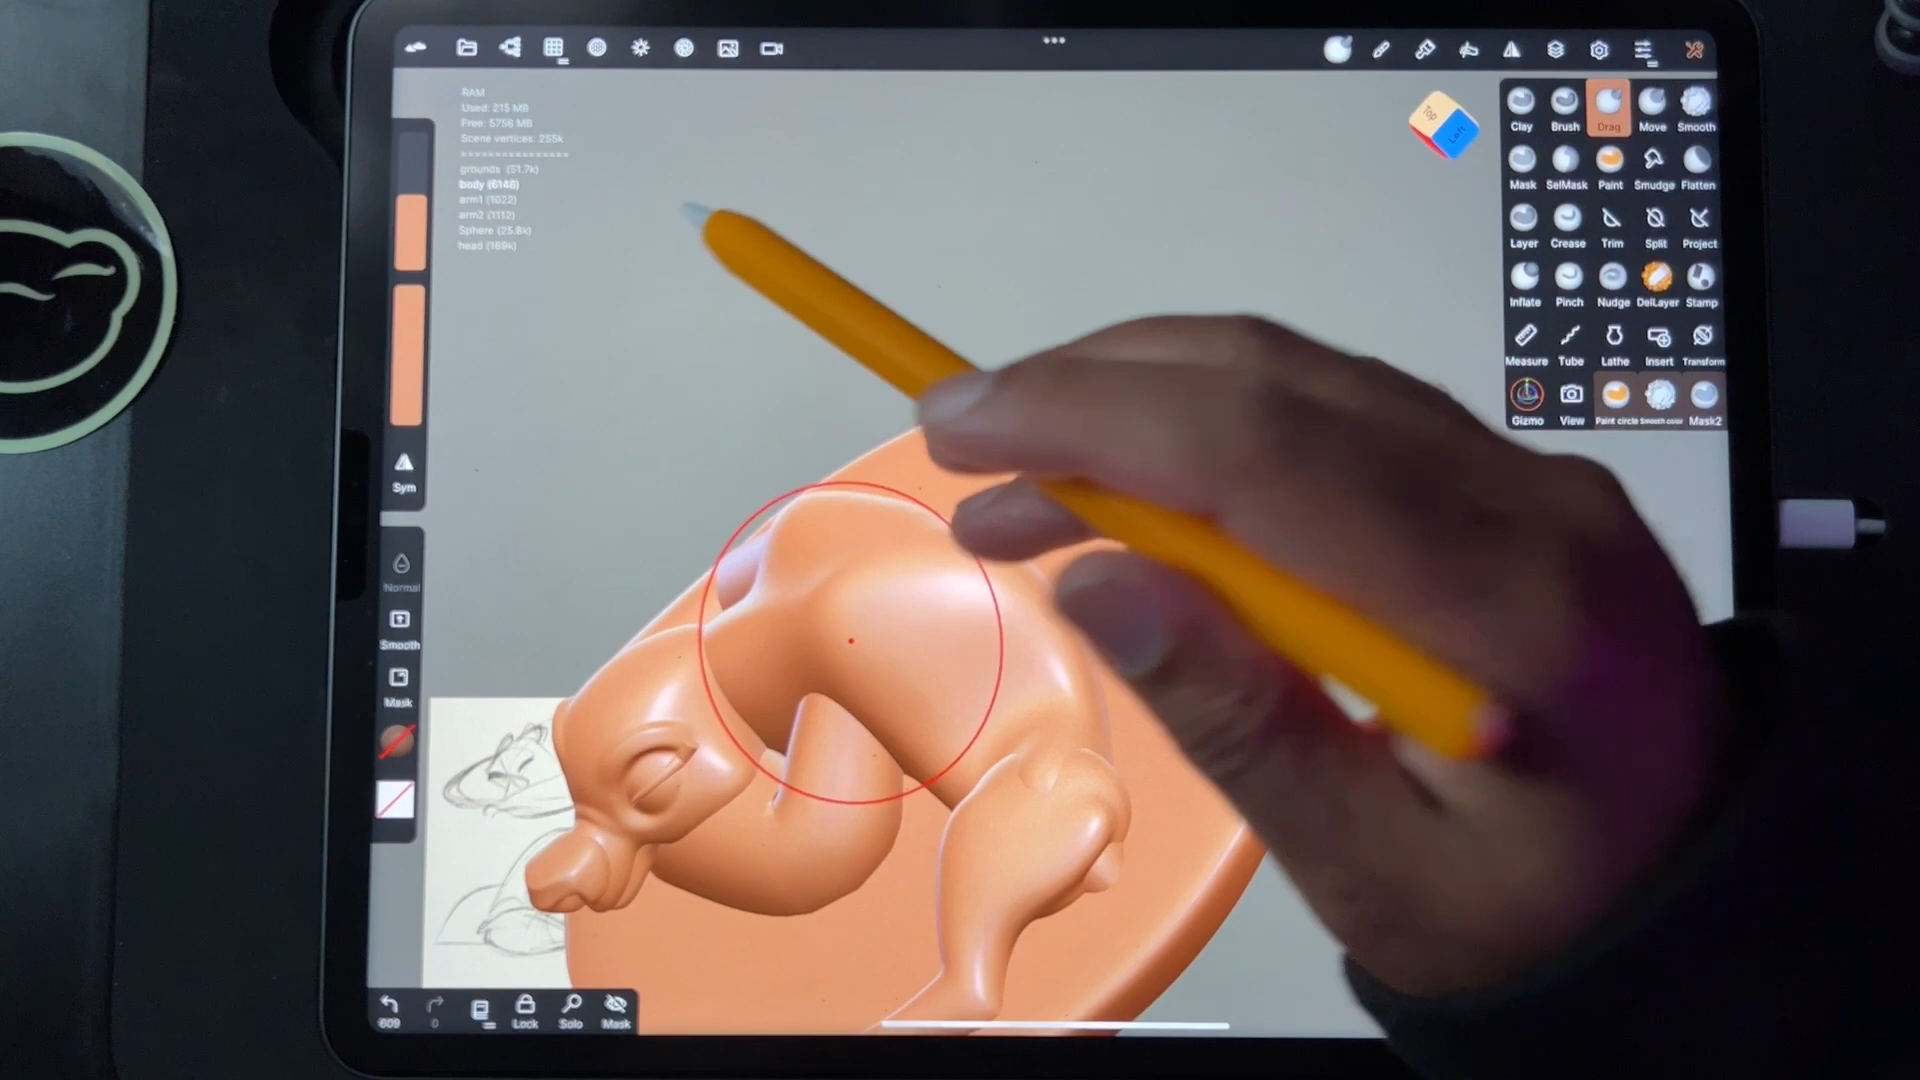 RAM
Used: 215 MB
Free: 5756 MB
Scene vertices: 255k
================
grounds (51.7k)
body (6146)
arm1 (1022)
arm2 (1112)
Sphere (25.8k)
head (169k)
Top
Left
Clay Brush Drag Move Smooth
Mask SelMask Paint Smudge Flatten
Layer Crease Trim Split Project
Inflate Pinch Nudge DelLayer Stamp
Measure Tube Lathe Insert Transform
Gizmo View Paint circle Smooth color Mask2
Sym
Normal
Smooth
Mask
609 0 Lock Solo Mask